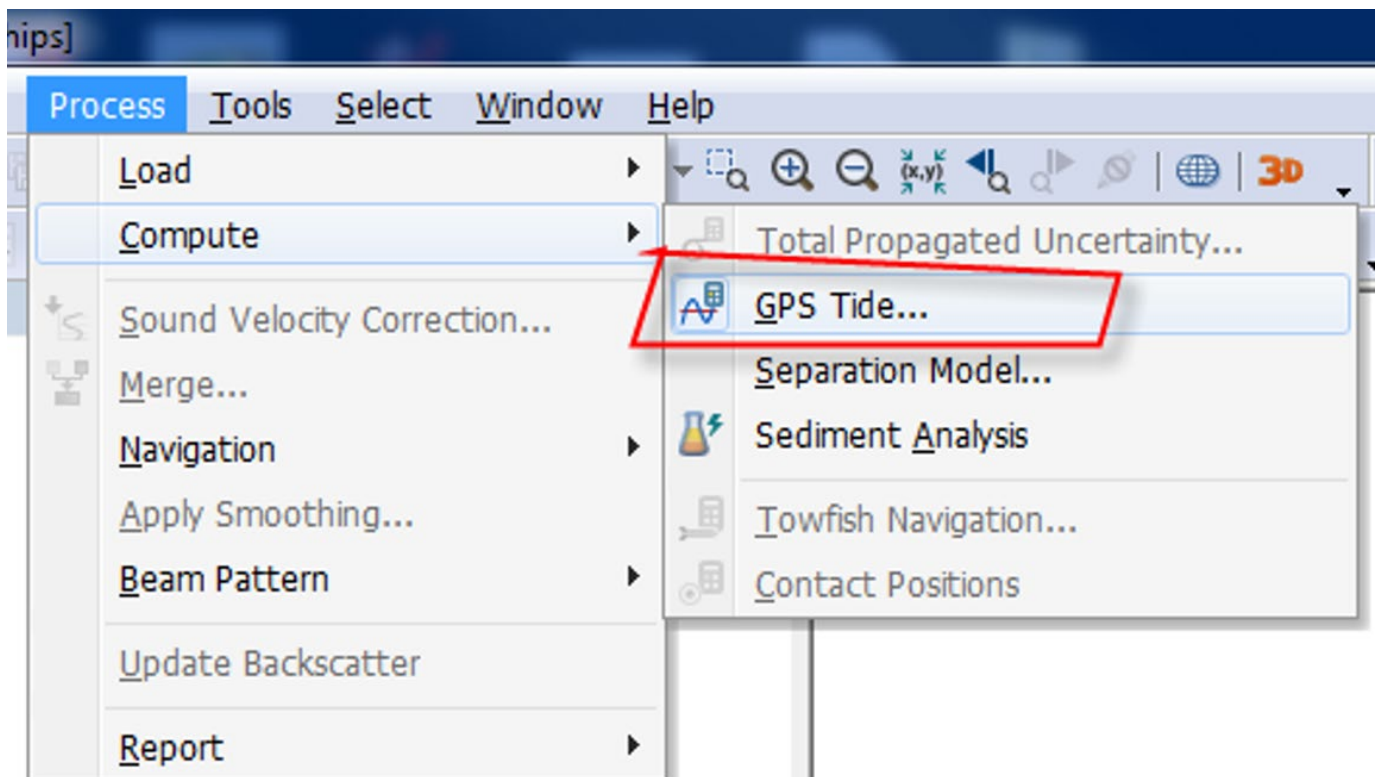 hips]
Process Tools Select Window Help
Load
(x,y) 3D
Compute
Total Propagated Uncertainty...
GPS Tide...
Sound Velocity Correction...
Separation Model...
Merge...
Sediment Analysis
Navigation
Apply Smoothing...
Towfish Navigation...
Beam Pattern
Contact Positions
Update Backscatter
Report